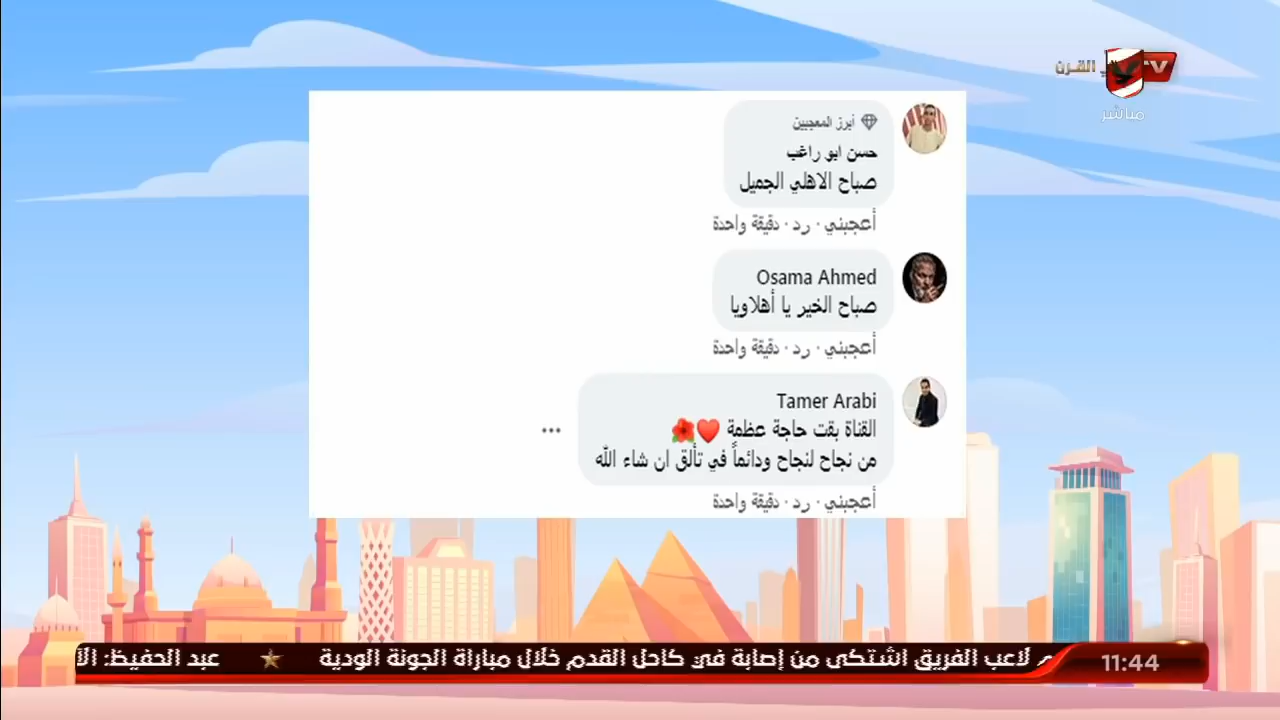 القرن TV
مباشر
أبرز المعجبين
حسن ابو راغب
صباح الاهلي الجميل
أعجبني · رد · دقيقة واحدة
Osama Ahmed
صباح الخير يا أهلاويا
أعجبني · رد · دقيقة واحدة
Tamer Arabi
القناة بقت حاجة عظمة ❤️🌺
من نجاح لنجاح ودائماً في تألق ان شاء الله
أعجبني · رد · دقيقة واحدة
11:44
م لاعب الفريق اشتكى من إصابة في كاحل القدم خلال مباراة الجونة الودية ★ عبد الحفيظ: الأ